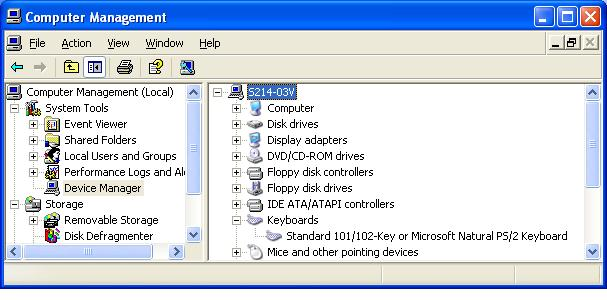 Computer Management
File Action View Window Help
Computer Management (Local)
System Tools
Event Viewer
Shared Folders
Local Users and Groups
Performance Logs and Al
Device Manager
Storage
Removable Storage
Disk Defragmenter
S214-03V
Computer
Disk drives
Display adapters
DVD/CD-ROM drives
Floppy disk controllers
Floppy disk drives
IDE ATA/ATAPI controllers
Keyboards
Standard 101/102-Key or Microsoft Natural PS/2 Keyboard
Mice and other pointing devices